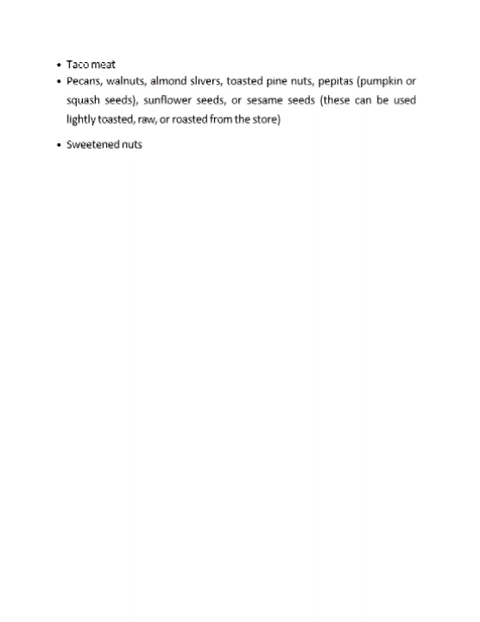 • Taco meat
• Pecans, walnuts, almond slivers, toasted pine nuts, pepitas (pumpkin or
squash seeds), sunflower seeds, or sesame seeds (these can be used
lightly toasted, raw, or roasted from the store)
• Sweetened nuts